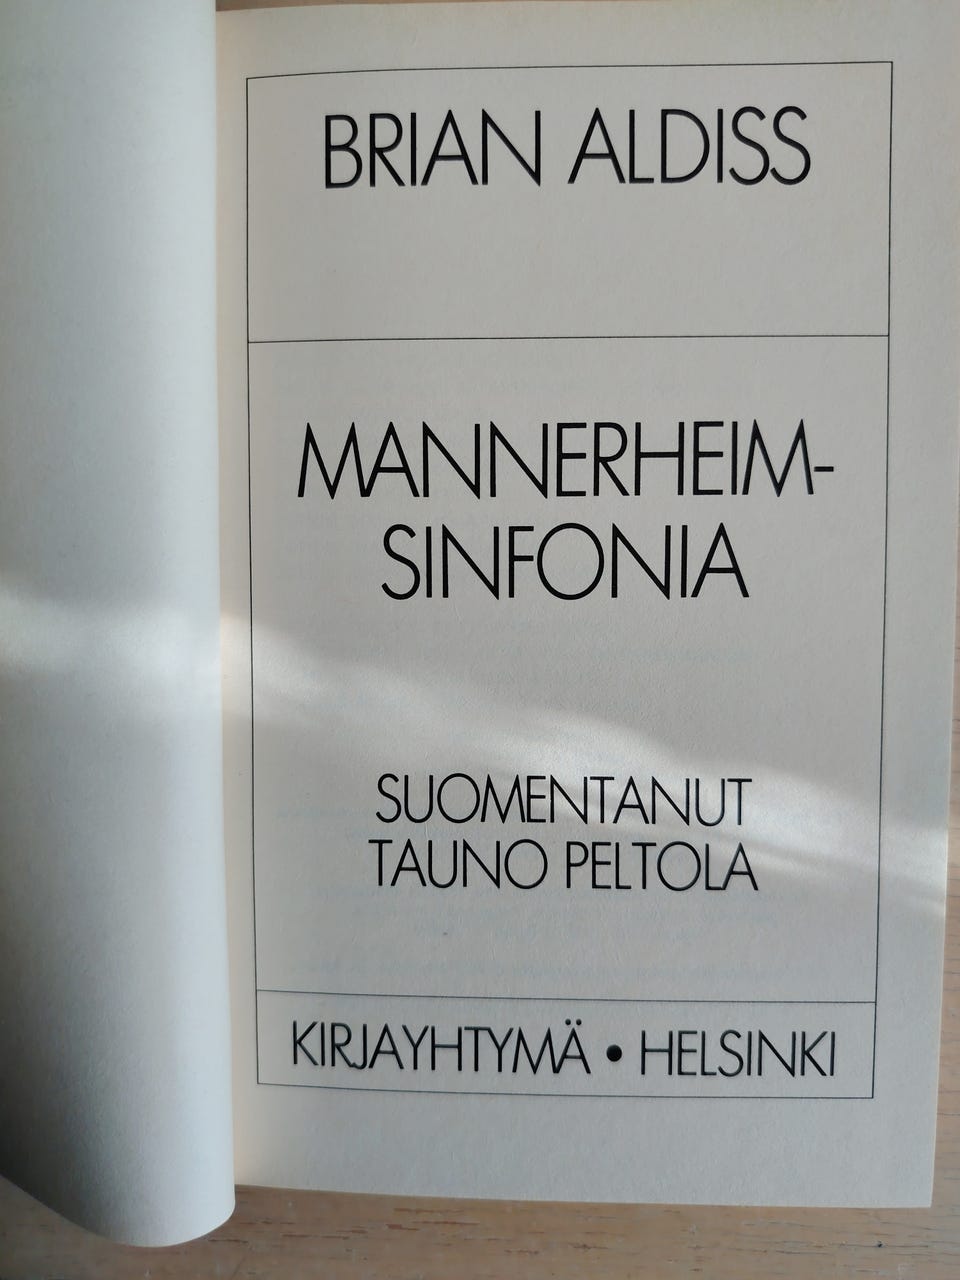 BRIAN ALDISS
MANNERHEIM-
SINFONIA
SUOMENTANUT
TAUNO PELTOLA
KIRJAYHTYMÄ • HELSINKI